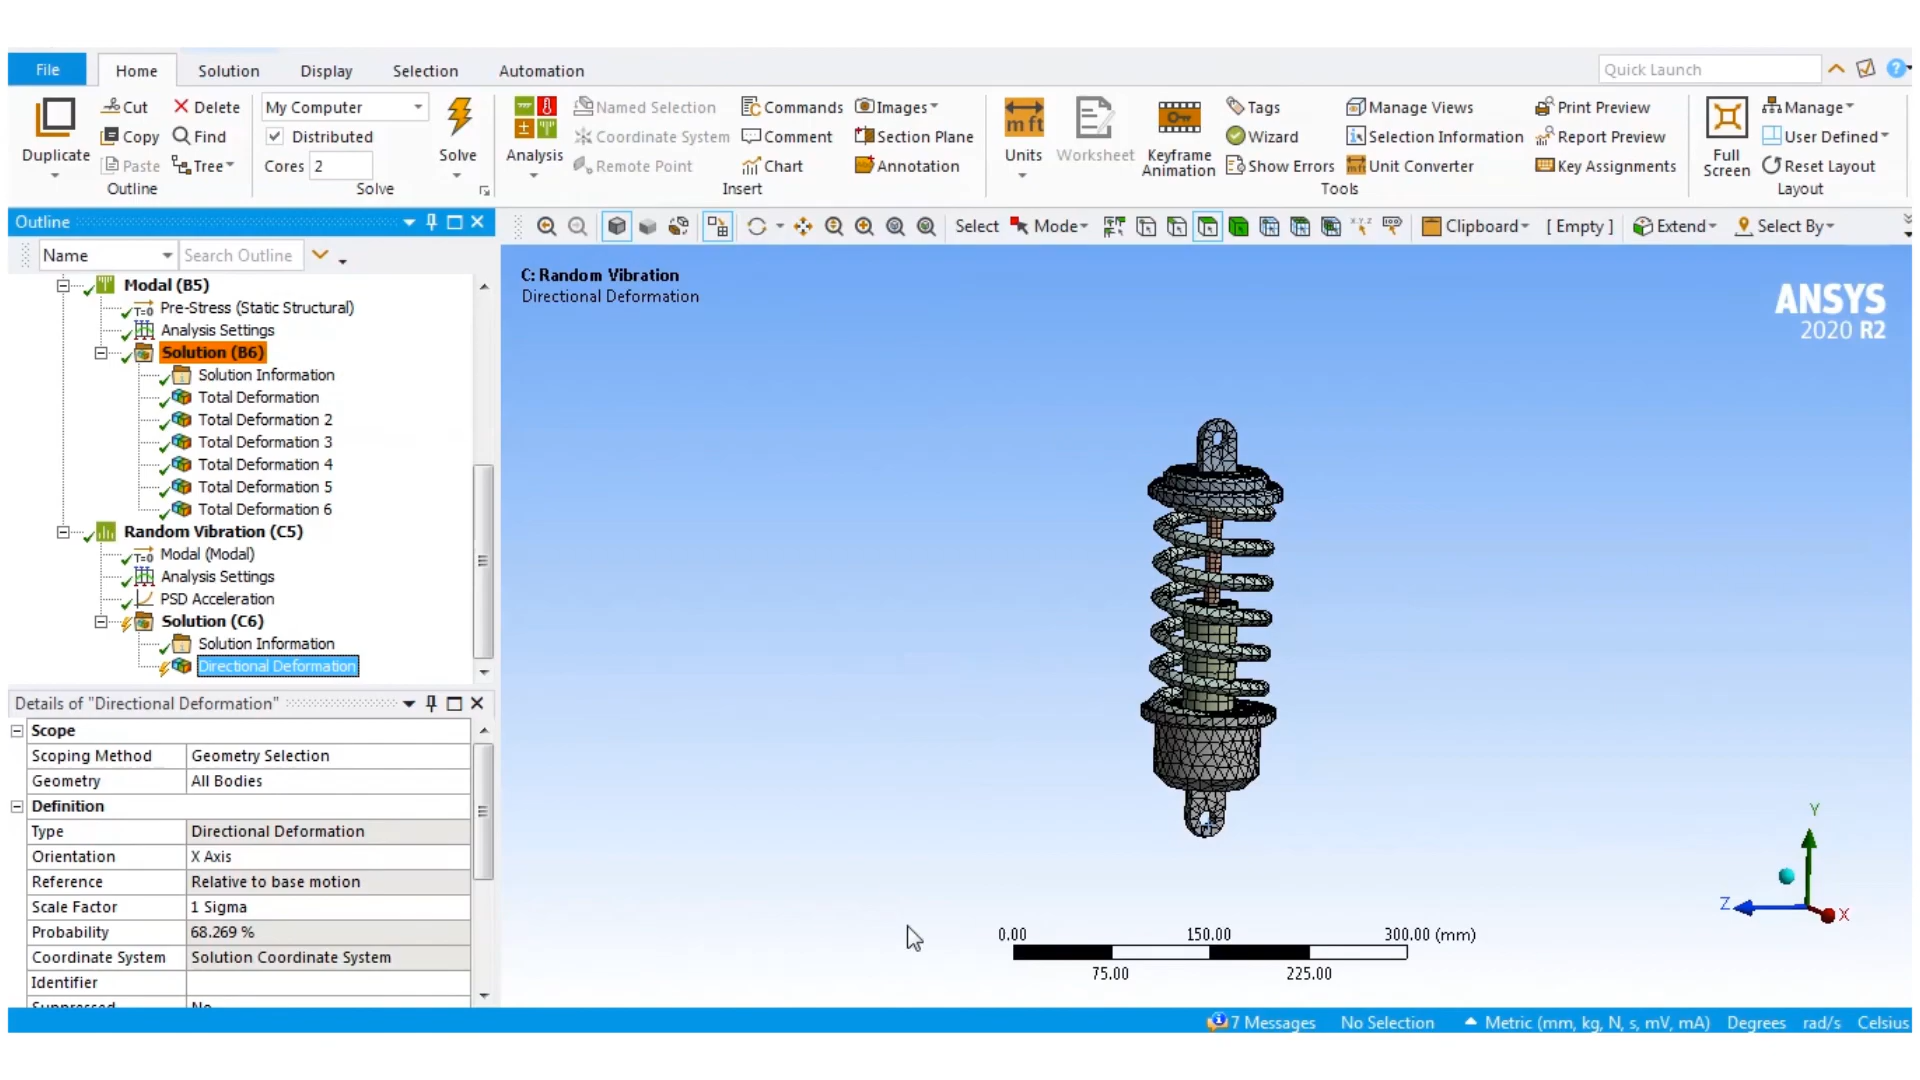 File Home Solution Display Selection Automation Quick Launch
Duplicate Cut Delete My Computer Solve Analysis Named Selection Commands Images Units Worksheet Keyframe Animation Tags Manage Views Print Preview Full Screen Manage
Copy Find Distributed Coordinate System Comment Section Plane Wizard Selection Information Report Preview User Defined
Paste Tree Cores 2 Remote Point Chart Annotation Show Errors Unit Converter Key Assignments Reset Layout
Outline Solve Insert Tools Layout
Outline
Select Mode Clipboard [ Empty ] Extend Select By
Name Search Outline
Modal (B5)
Pre-Stress (Static Structural)
Analysis Settings
Solution (B6)
Solution Information
Total Deformation
Total Deformation 2
Total Deformation 3
Total Deformation 4
Total Deformation 5
Total Deformation 6
Random Vibration (C5)
Modal (Modal)
Analysis Settings
PSD Acceleration
Solution (C6)
Solution Information
Directional Deformation
Details of "Directional Deformation"
Scope
Scoping Method Geometry Selection
Geometry All Bodies
Definition
Type Directional Deformation
Orientation X Axis
Reference Relative to base motion
Scale Factor 1 Sigma
Probability 68.269 %
Coordinate System Solution Coordinate System
Identifier
Suppressed No
C: Random Vibration
Directional Deformation
ANSYS
2020 R2
Y
Z
X
0.00 150.00 300.00 (mm)
75.00 225.00
7 Messages No Selection Metric (mm, kg, N, s, mV, mA) Degrees rad/s Celsius